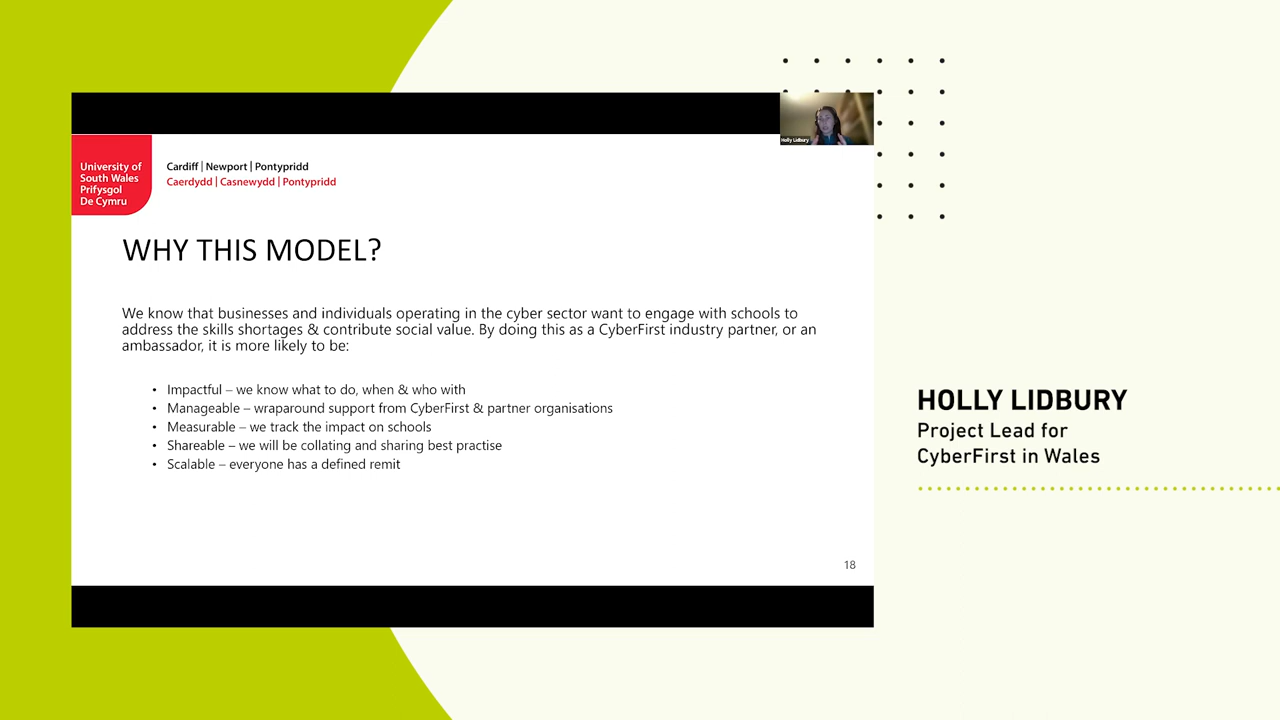 Holly Lidbury
University of
South Wales
Prifysgol
De Cymru
Cardiff | Newport | Pontypridd
Caerdydd | Casnewydd | Pontypridd
WHY THIS MODEL?
We know that businesses and individuals operating in the cyber sector want to engage with schools to
address the skills shortages & contribute social value. By doing this as a CyberFirst industry partner, or an
ambassador, it is more likely to be:
• Impactful – we know what to do, when & who with
• Manageable – wraparound support from CyberFirst & partner organisations
• Measurable – we track the impact on schools
• Shareable – we will be collating and sharing best practise
• Scalable – everyone has a defined remit
18
HOLLY LIDBURY
Project Lead for
CyberFirst in Wales